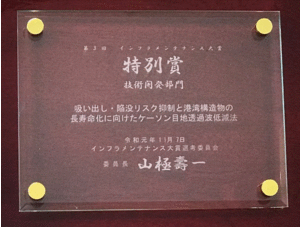 第3回 インフラメンテナンス大賞
特別賞
技術開発部門
吸い出し・陥没リスク抑制と港湾構造物の
長寿命化に向けたケーソン目地透過波低減法
令和元年11月7日
インフラメンテナンス大賞選考委員会
委員長 山極壽一